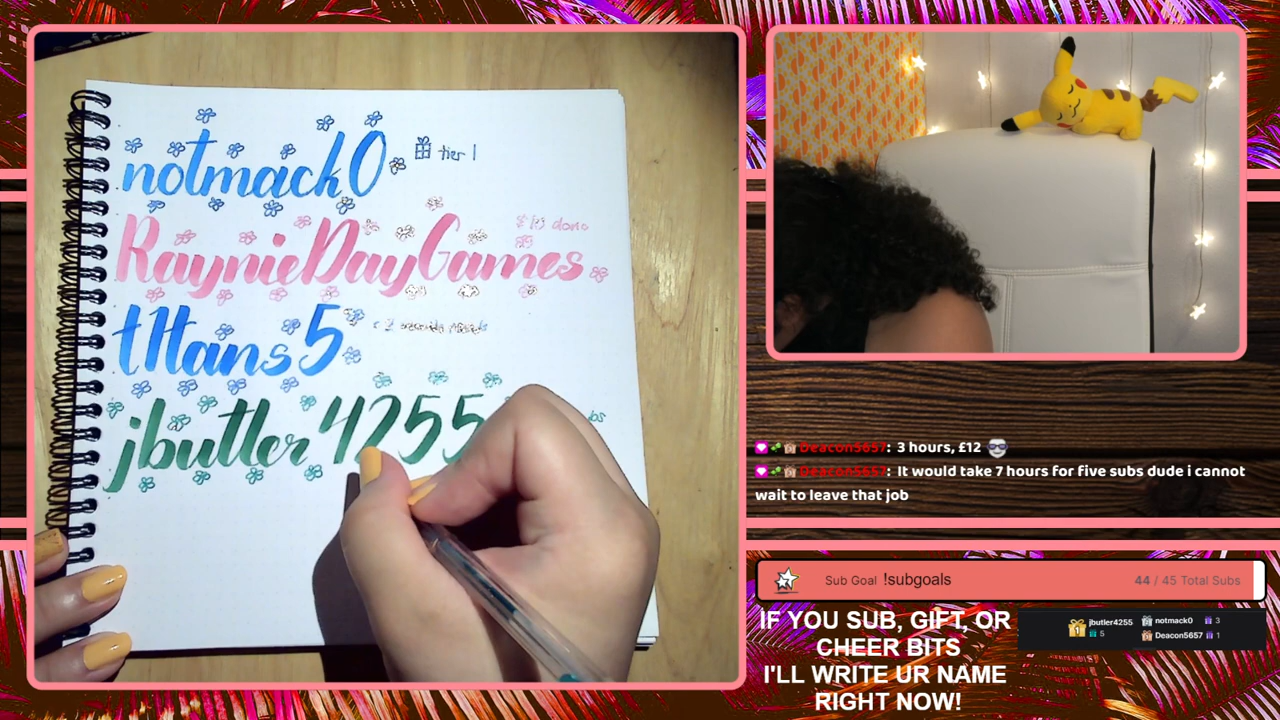 notmack0
tier 1
RaynieDayGames
tHans5
jbutler4255
Deacon5657: 3 hours, £12
Deacon5657: It would take 7 hours for five subs dude i cannot
wait to leave that job
Sub Goal !subgoals 44 / 45 Total Subs
IF YOU SUB, GIFT, OR
CHEER BITS
I'LL WRITE UR NAME
RIGHT NOW!
1 jbutler4255 5
notmack0 3
Deacon5657 1